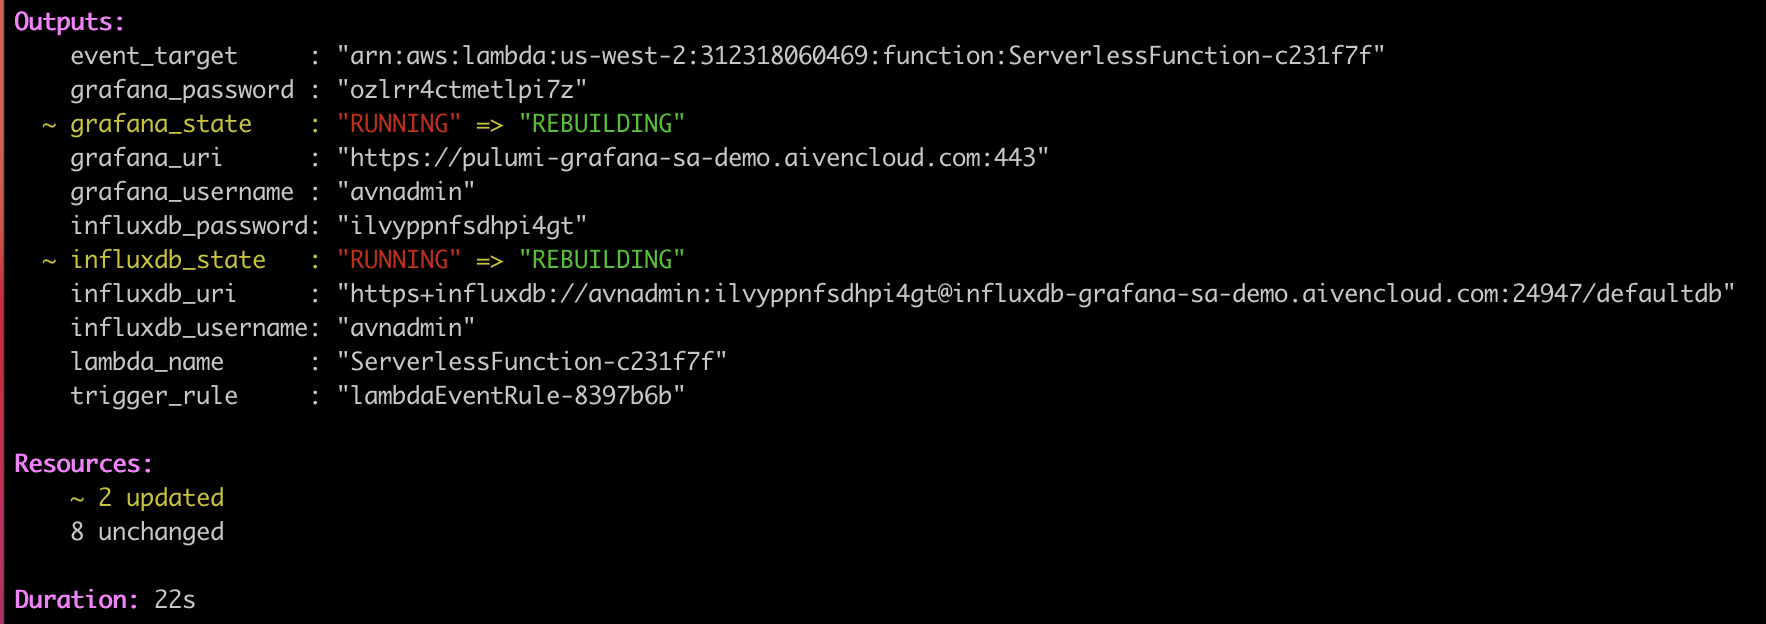 Outputs:
event_target : "arn:aws:lambda:us-west-2:312318060469:function:ServerlessFunction-c231f7f"
grafana_password : "ozlrr4ctmetlpi7z"
~ grafana_state : "RUNNING" => "REBUILDING"
grafana_uri : "https://pulumi-grafana-sa-demo.aivencloud.com:443"
grafana_username : "avnadmin"
influxdb_password: "ilvyppnfsdhpi4gt"
~ influxdb_state : "RUNNING" => "REBUILDING"
influxdb_uri : "https+influxdb://avnadmin:ilvyppnfsdhpi4gt@influxdb-grafana-sa-demo.aivencloud.com:24947/defaultdb"
influxdb_username: "avnadmin"
lambda_name : "ServerlessFunction-c231f7f"
trigger_rule : "lambdaEventRule-8397b6b"
Resources:
~ 2 updated
8 unchanged
Duration: 22s